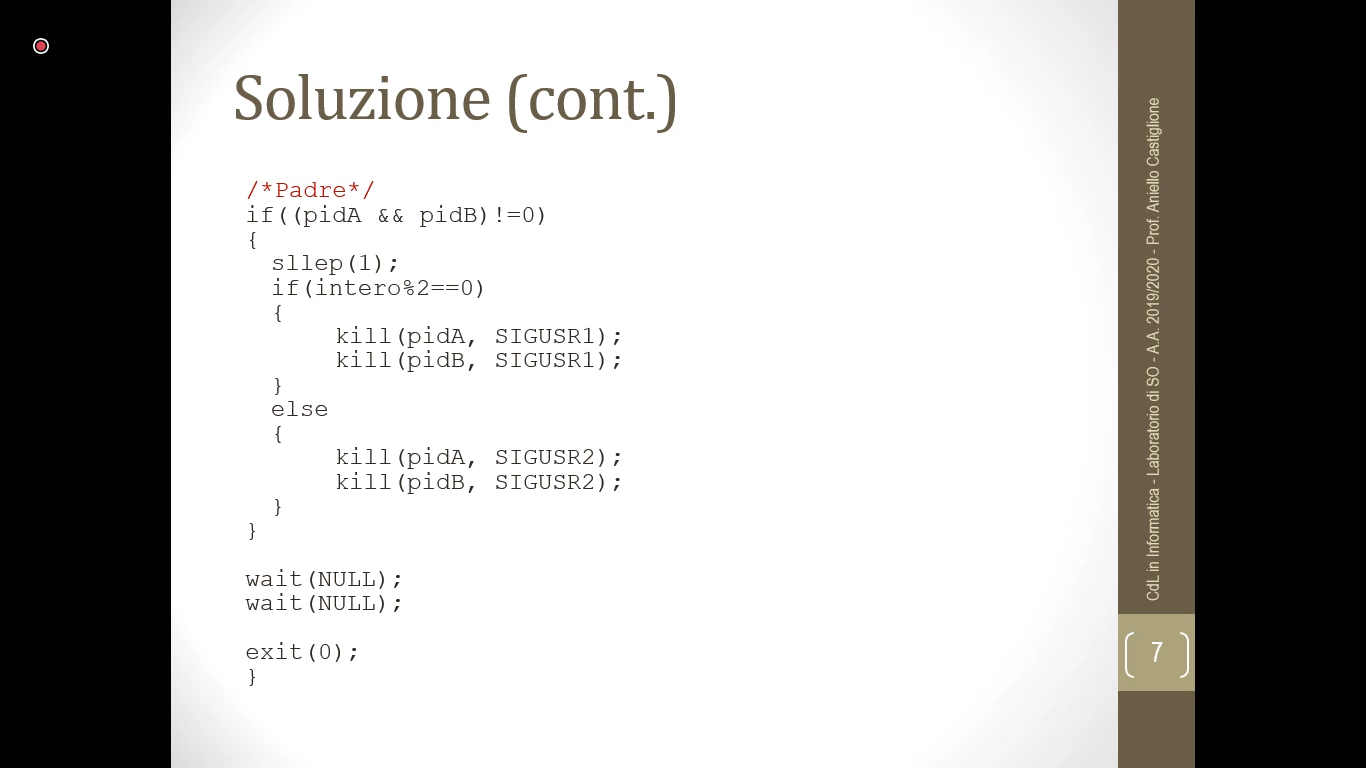 Soluzione (cont.)
/*Padre*/
if((pidA && pidB)!=0)
{
sllep(1);
if(intero%2==0)
{
kill(pidA, SIGUSR1);
kill(pidB, SIGUSR1);
}
else
{
kill(pidA, SIGUSR2);
kill(pidB, SIGUSR2);
}
}
wait(NULL);
wait(NULL);
exit(0);
}
CdL in Informatica - Laboratorio di SO - A.A. 2019/2020 - Prof. Aniello Castiglione
7